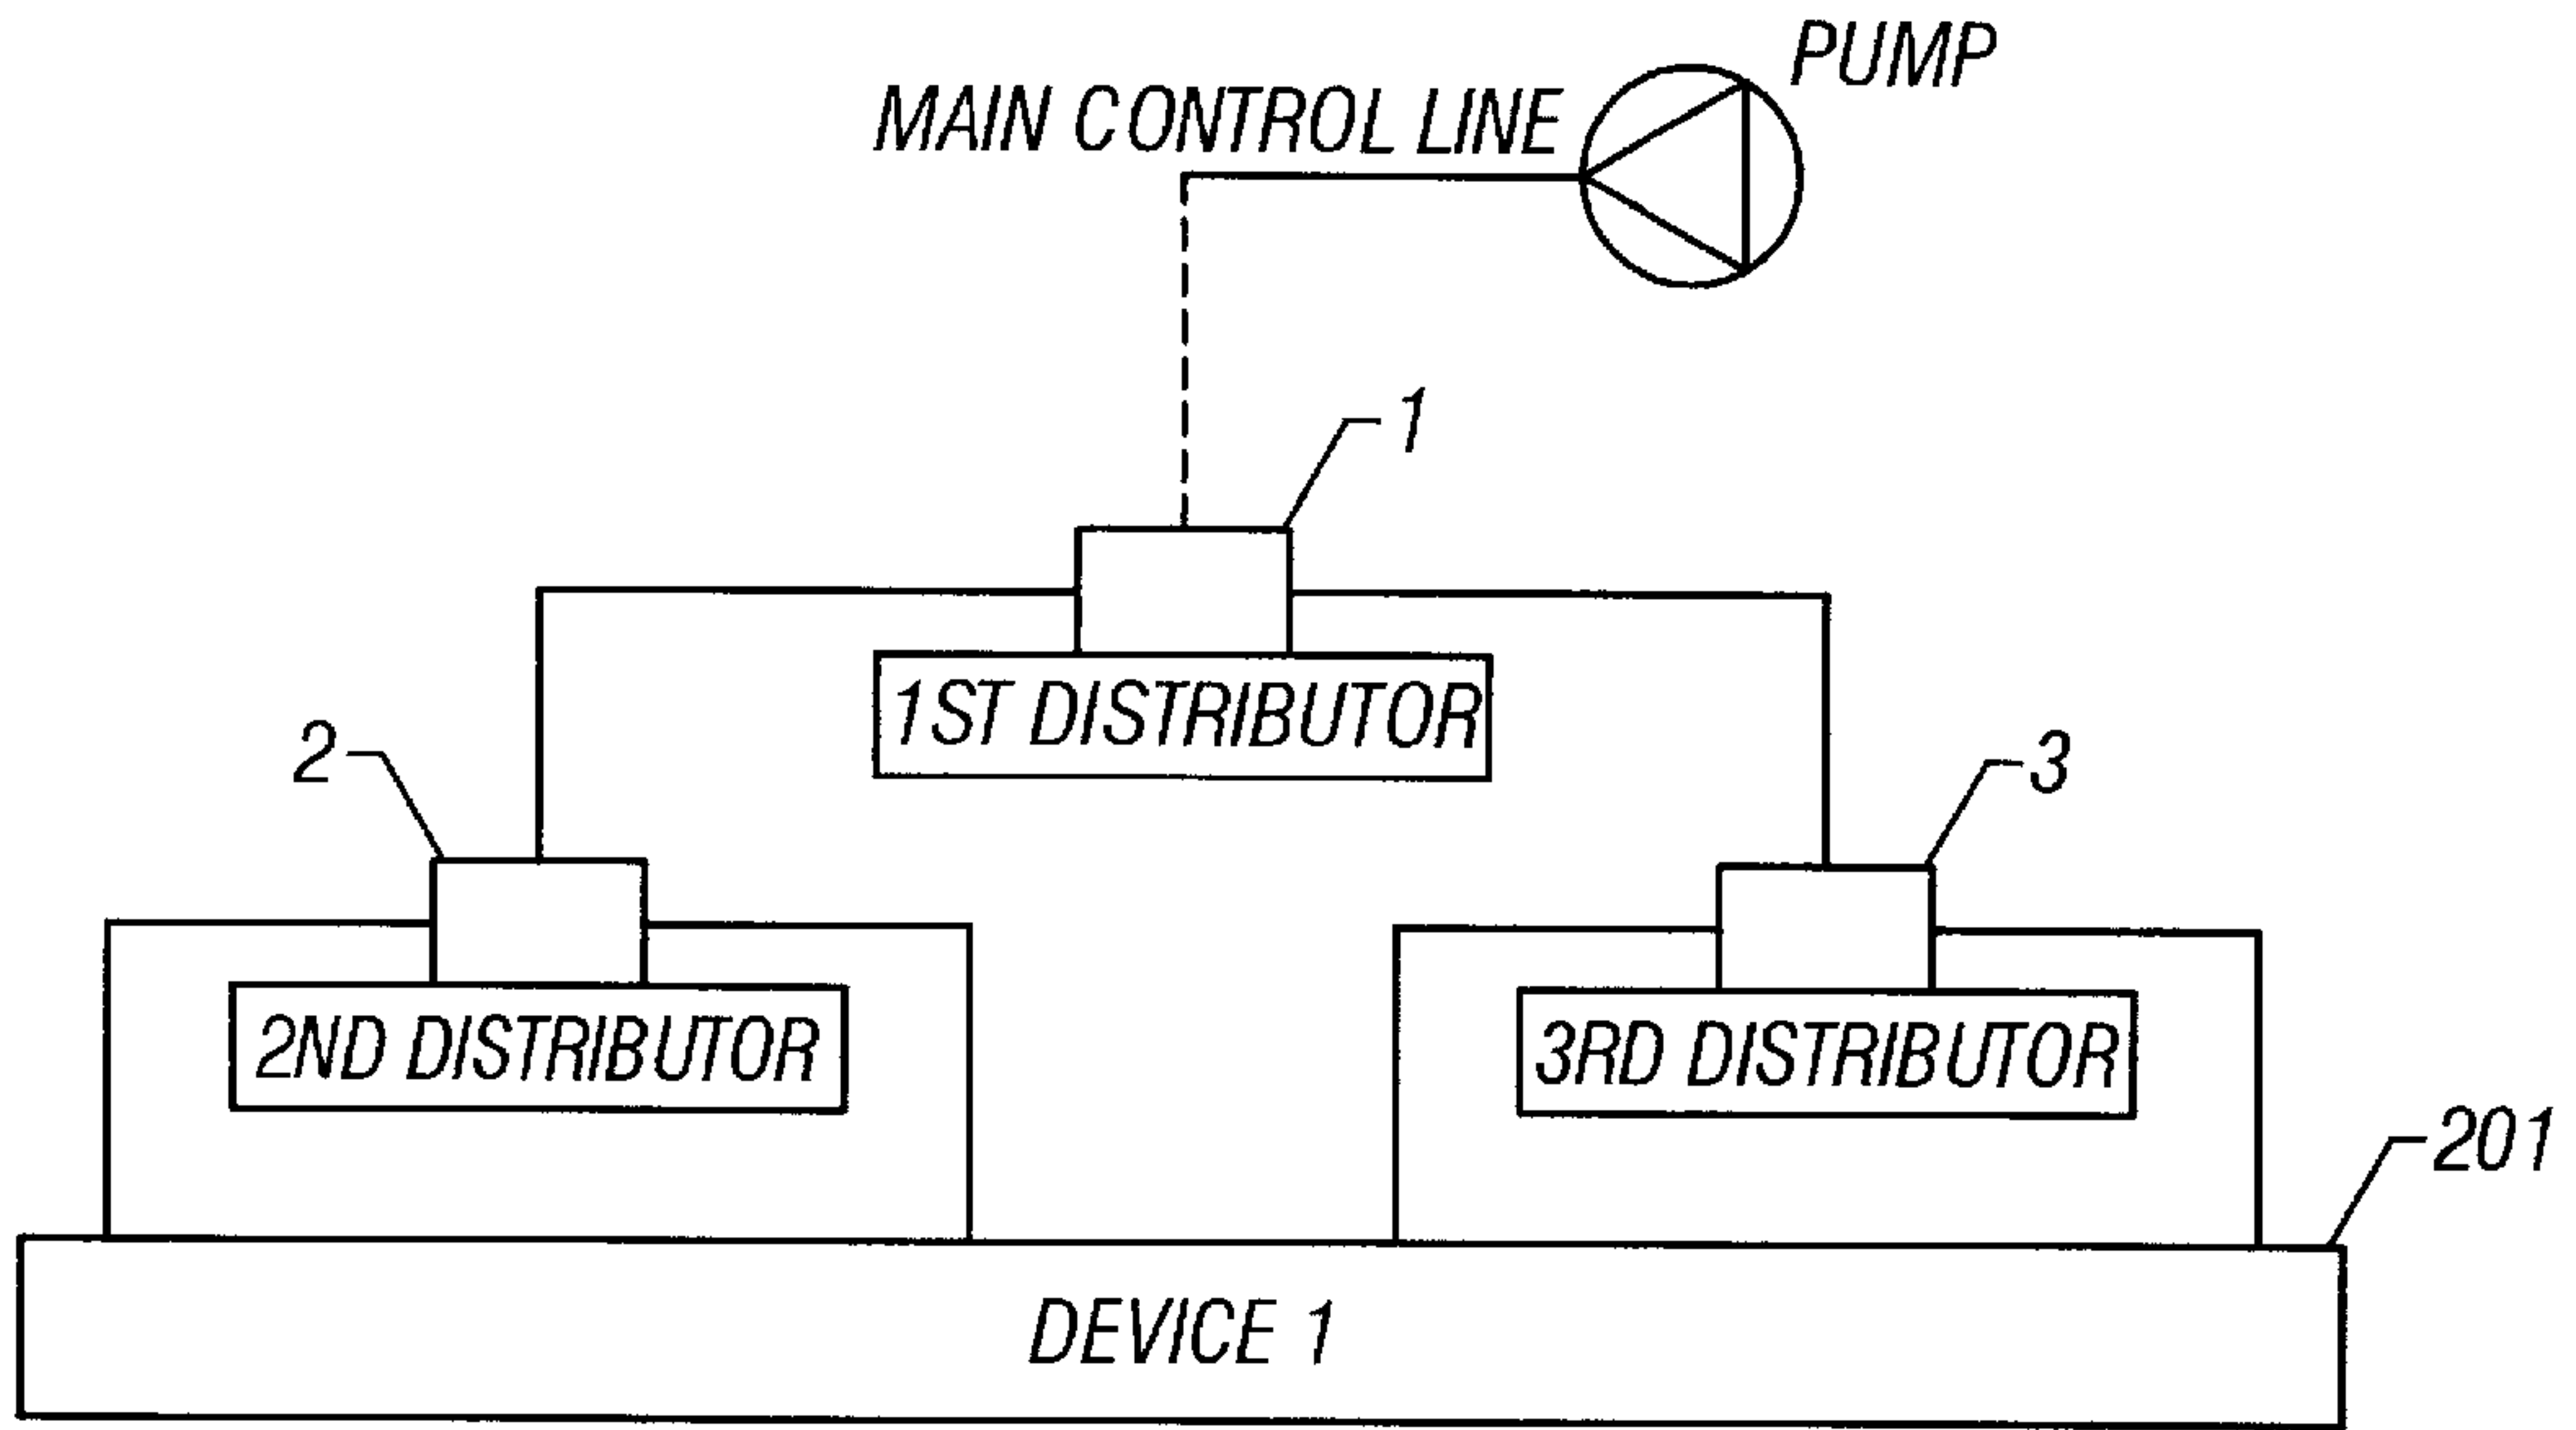 PUMP
MAIN CONTROL LINE
1
1ST DISTRIBUTOR
2
3
2ND DISTRIBUTOR
3RD DISTRIBUTOR
201
DEVICE 1